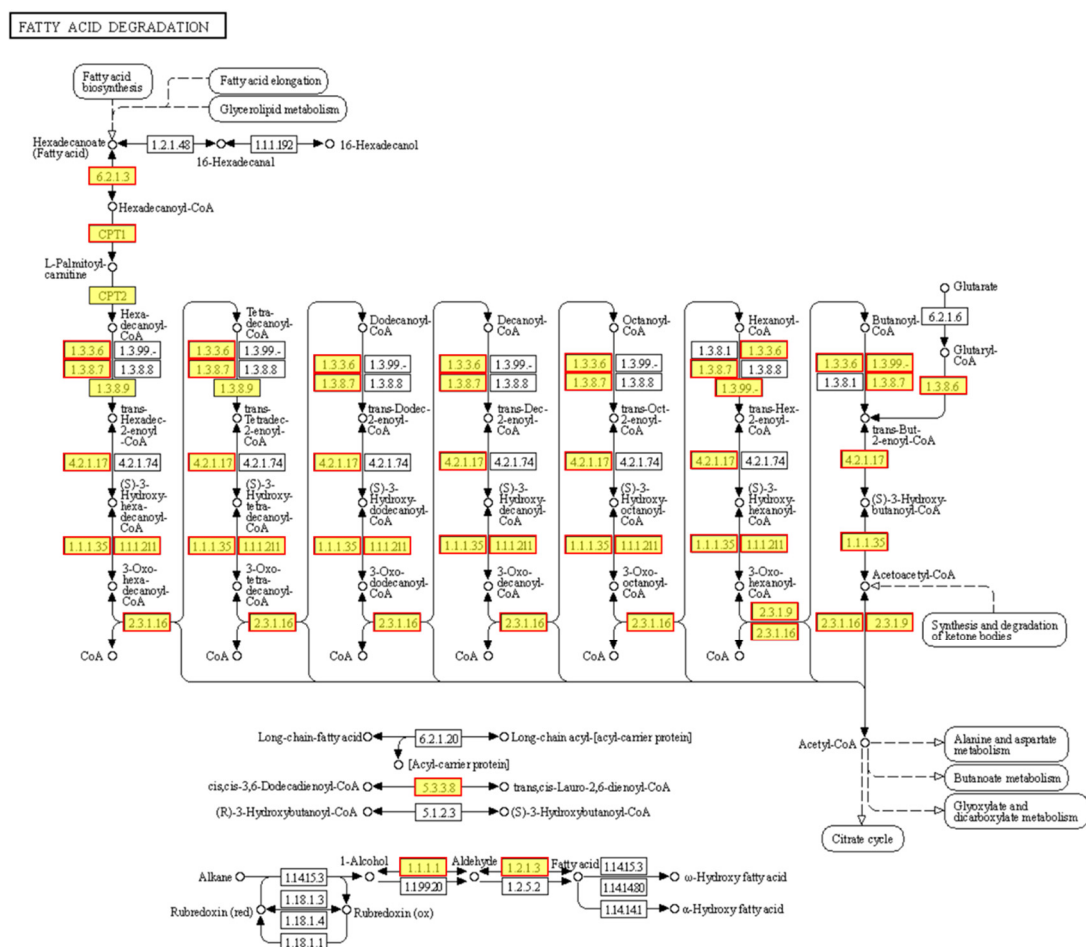 FATTY ACID DEGRADATION
Fatty acid
biosynthesis
Fatty acid elongation
Glycerolipid metabolism
Hexadecanoate
(Fatty acid)
1.2.1.48
1.1.1.192
16-Hexadecanol
16-Hexadecanal
6.2.1.3
Hexadecanoyl-CoA
CPT1
L-Palmitoyl-
carnitine
CPT2
Hexa-
decanoyl-
CoA
Tetra-
decanoyl-
CoA
Dodecanoyl-
CoA
Decanoyl-
CoA
Octanoyl-
CoA
Hexanoyl-
CoA
Butanoyl-
CoA
Glutarate
6.2.1.6
Glutaryl-
CoA
1.3.3.6 1.3.99.-
1.3.8.7 1.3.8.8
1.3.8.9
1.3.3.6 1.3.99.-
1.3.8.7 1.3.8.8
1.3.8.9
1.3.3.6 1.3.99.-
1.3.8.7 1.3.8.8
1.3.3.6 1.3.99.-
1.3.8.7 1.3.8.8
1.3.3.6 1.3.99.-
1.3.8.7 1.3.8.8
1.3.8.1 1.3.3.6
1.3.8.7 1.3.8.8
1.3.99.-
1.3.3.6 1.3.99.-
1.3.8.1 1.3.8.7
1.3.8.6
trans-
Hexadec-
2-enoyl
-CoA
trans-
Tetradec-
2-enoyl-
CoA
trans-Dodec-
2-enoyl-
CoA
trans-Dec-
2-enoyl-
CoA
trans-Oct-
2-enoyl-
CoA
trans-Hex-
2-enoyl-
CoA
trans-But-
2-enoyl-CoA
4.2.1.17 4.2.1.74
4.2.1.17 4.2.1.74
4.2.1.17 4.2.1.74
4.2.1.17 4.2.1.74
4.2.1.17 4.2.1.74
4.2.1.17 4.2.1.74
4.2.1.17
(S)-3-
Hydroxy-
hexa-
decanoyl-
CoA
(S)-3-
Hydroxy-
tetra-
decanoyl-
CoA
(S)-3-
Hydroxy-
dodecanoyl-
CoA
(S)-3-
Hydroxy-
decanoyl-
CoA
(S)-3-
Hydroxy-
octanoyl-
CoA
(S)-3-
Hydroxy-
hexanoyl-
CoA
(S)-3-Hydroxy-
butanoyl-CoA
1.1.1.35 1.1.1.211
1.1.1.35 1.1.1.211
1.1.1.35 1.1.1.211
1.1.1.35 1.1.1.211
1.1.1.35 1.1.1.211
1.1.1.35 1.1.1.211
1.1.1.35
3-Oxo-
hexa-
decanoyl-
CoA
3-Oxo-
tetra-
decanoyl-
CoA
3-Oxo-
dodecanoyl-
CoA
3-Oxo-
decanoyl-
CoA
3-Oxo-
octanoyl-
CoA
3-Oxo-
hexanoyl-
CoA
Acetoacetyl-CoA
2.3.1.16
2.3.1.16
2.3.1.16
2.3.1.16
2.3.1.16
2.3.1.9
2.3.1.16
2.3.1.16 2.3.1.9
Synthesis and degradation
of ketone bodies
CoA
CoA
CoA
CoA
CoA
CoA
Long-chain-fatty acid
6.2.1.20
Long-chain acyl-[acyl-carrier protein]
[Acyl-carrier protein]
cis,cis-3,6-Dodecadienoyl-CoA
5.3.3.8
trans,cis-Lauro-2,6-dienoyl-CoA
(R)-3-Hydroxybutanoyl-CoA
5.1.2.3
(S)-3-Hydroxybutanoyl-CoA
Acetyl-CoA
Alanine and aspartate
metabolism
Butanoate metabolism
Glyoxylate and
dicarboxylate metabolism
Citrate cycle
Alkane
1.14.15.3
1-Alcohol
1.1.1.1
1.1.99.20
Aldehyde
1.2.1.3
1.2.5.2
Fatty acid
1.14.15.3
1.14.14.80
ω-Hydroxy fatty acid
1.14.14.1
α-Hydroxy fatty acid
Rubredoxin (red)
1.18.1.3
1.18.1.4
1.18.1.1
Rubredoxin (ox)